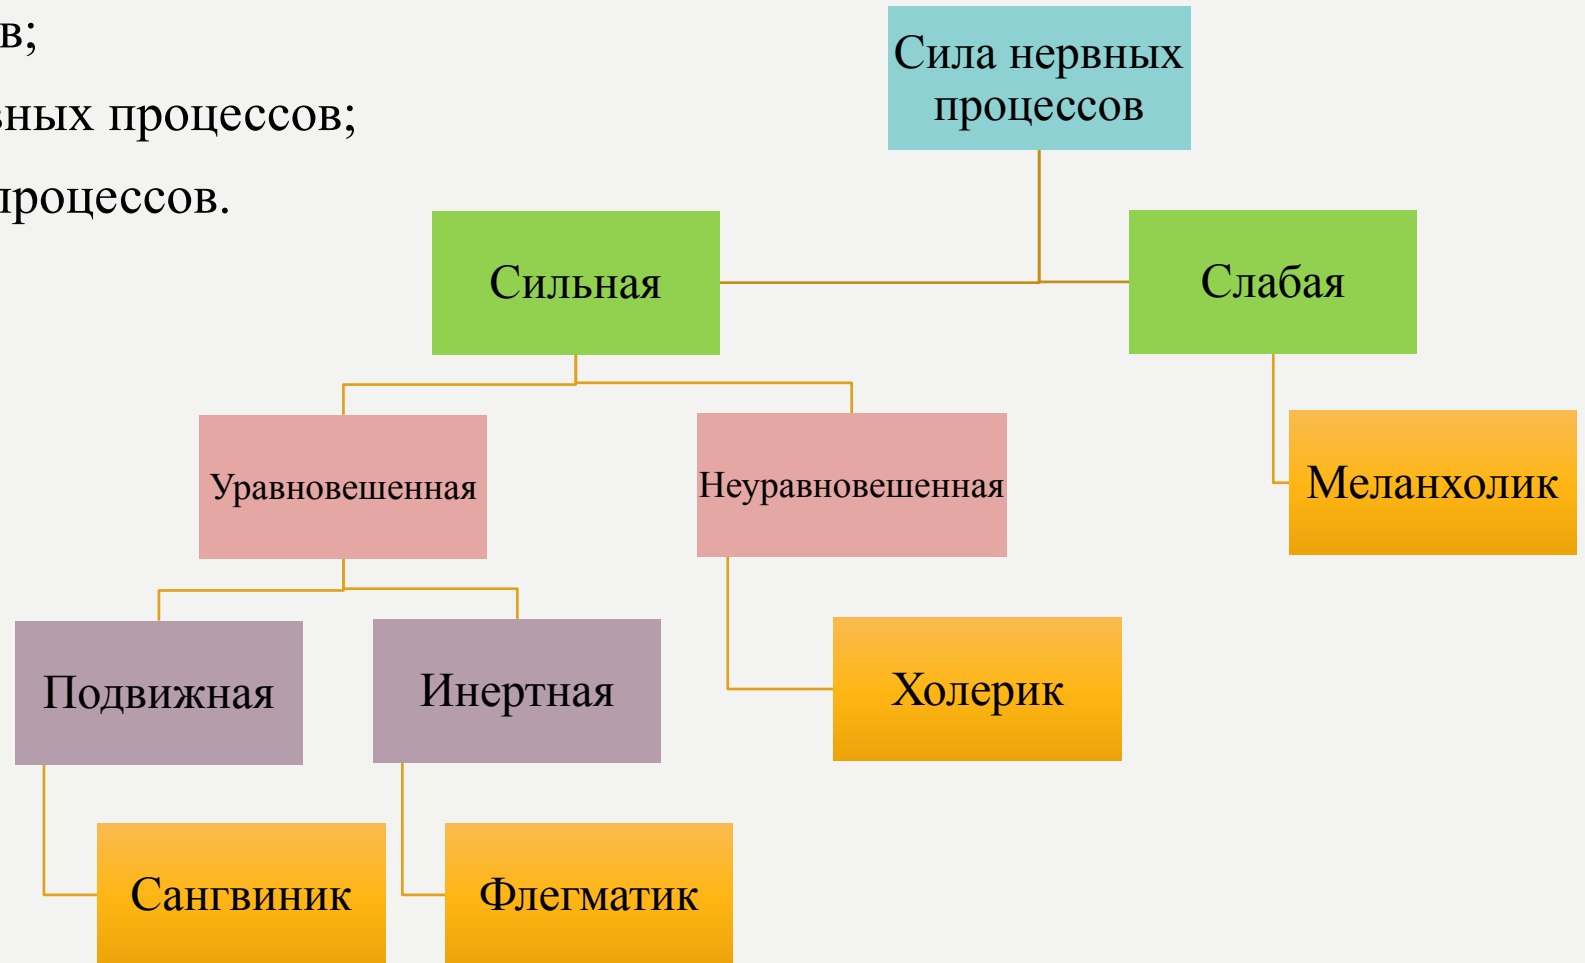 в;
вных процессов;
процессов.
Сила нервных
процессов
Сильная
Слабая
Уравновешенная
Неуравновешенная
Меланхолик
Подвижная
Инертная
Холерик
Сангвиник
Флегматик